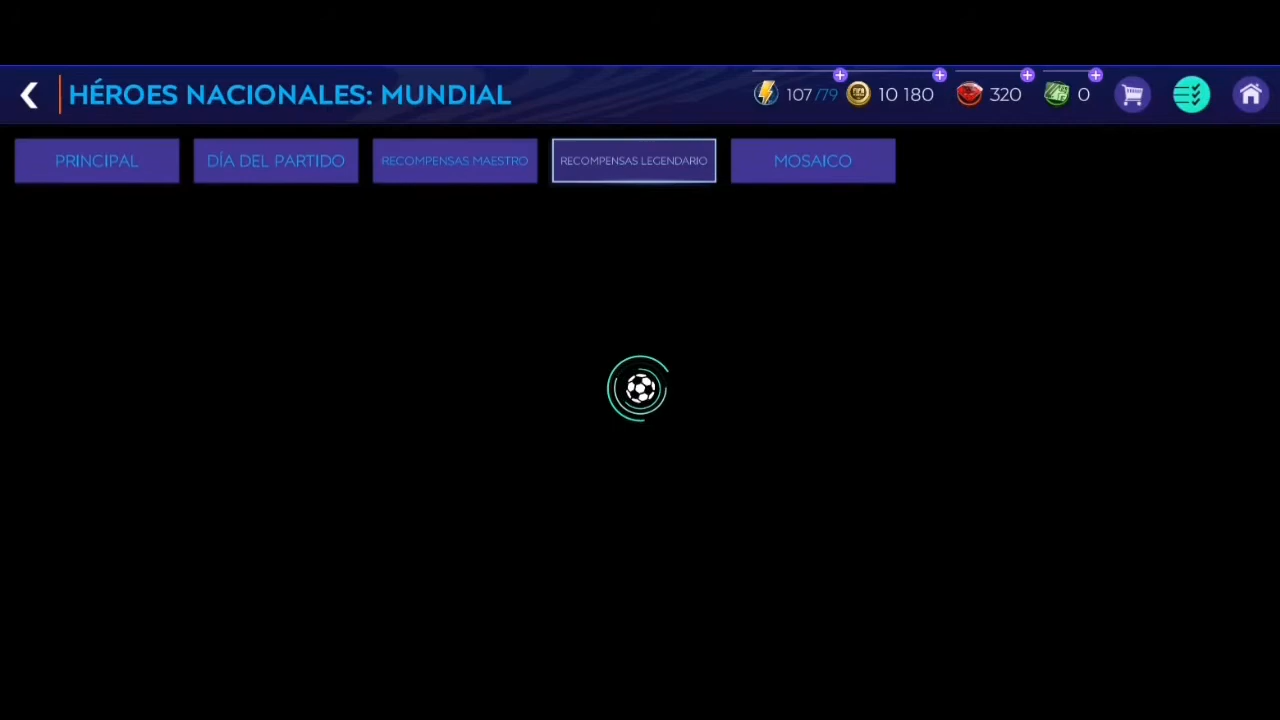 HÉROES NACIONALES: MUNDIAL
107/79
10 180
320
0
PRINCIPAL
DÍA DEL PARTIDO
RECOMPENSAS MAESTRO
RECOMPENSAS LEGENDARIO
MOSAICO